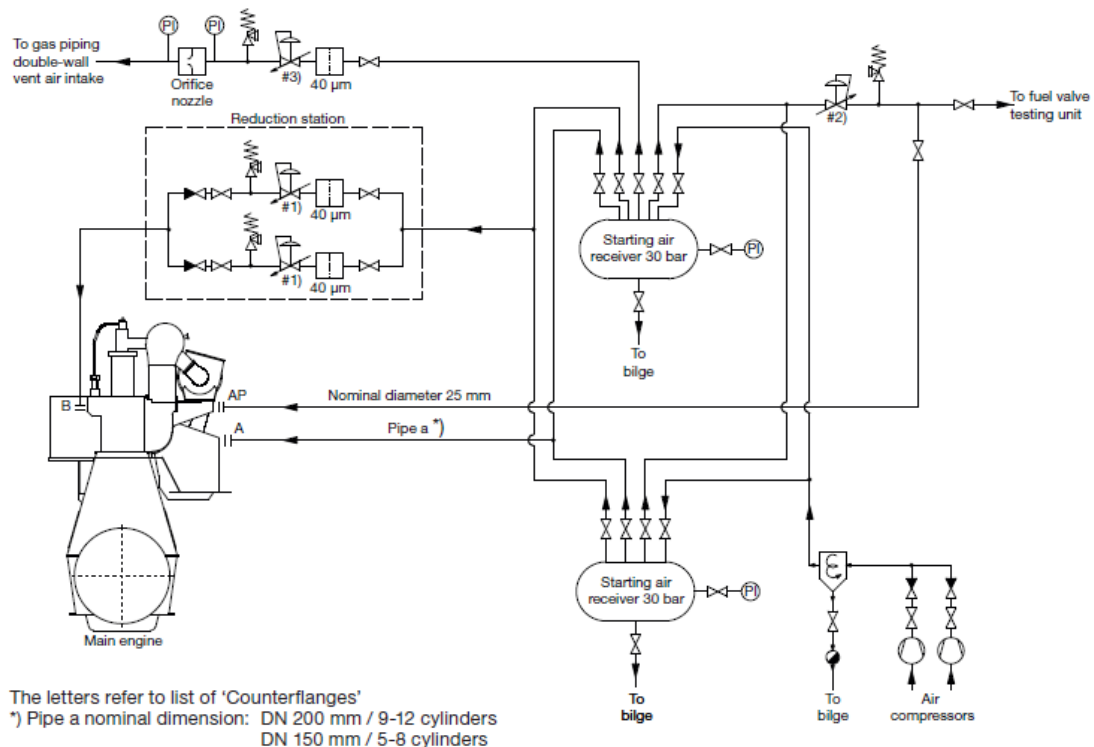 PI
PI
To gas piping
double-wall
vent air intake
Orifice
nozzle
#3)
40 µm
#2)
To fuel valve
testing unit
Reduction station
#1)
40 µm
#1)
40 µm
Starting air
receiver 30 bar
PI
To
bilge
B
AP
Nominal diameter 25 mm
A
Pipe a *)
Starting air
receiver 30 bar
PI
Main engine
To
bilge
To
bilge
Air
compressors
The letters refer to list of ‘Counterflanges’
*) Pipe a nominal dimension: DN 200 mm / 9-12 cylinders
DN 150 mm / 5-8 cylinders